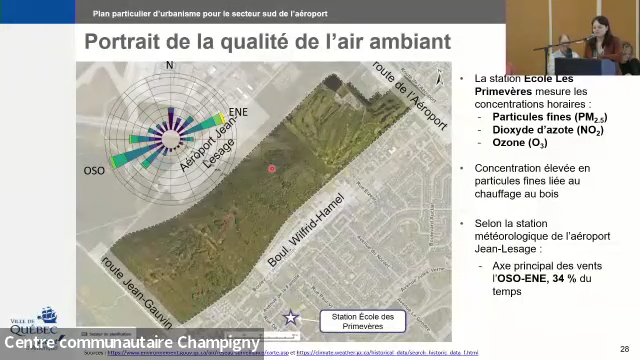 Plan particulier d'urbanisme pour le secteur sud de l'aéroport
Portrait de la qualité de l'air ambiant
N
ENE
OSO
Aéroport Jean-
Lesage
route de l'Aéroport
Boul. Wilfrid-Hamel
route Jean-Gauvin
Station École des
Primevères
• La station École Les
Primevères mesure les
concentrations horaires :
- Particules fines (PM2.5)
- Dioxyde d'azote (NO2)
- Ozone (O3)
• Concentration élevée en
particules fines liée au
chauffage au bois
• Selon la station
météorologique de l'aéroport
Jean-Lesage :
- Axe principal des vents
l'OSO-ENE, 34 % du
temps
VILLE DE
QUÉBEC
Centre communautaire Champigny
28